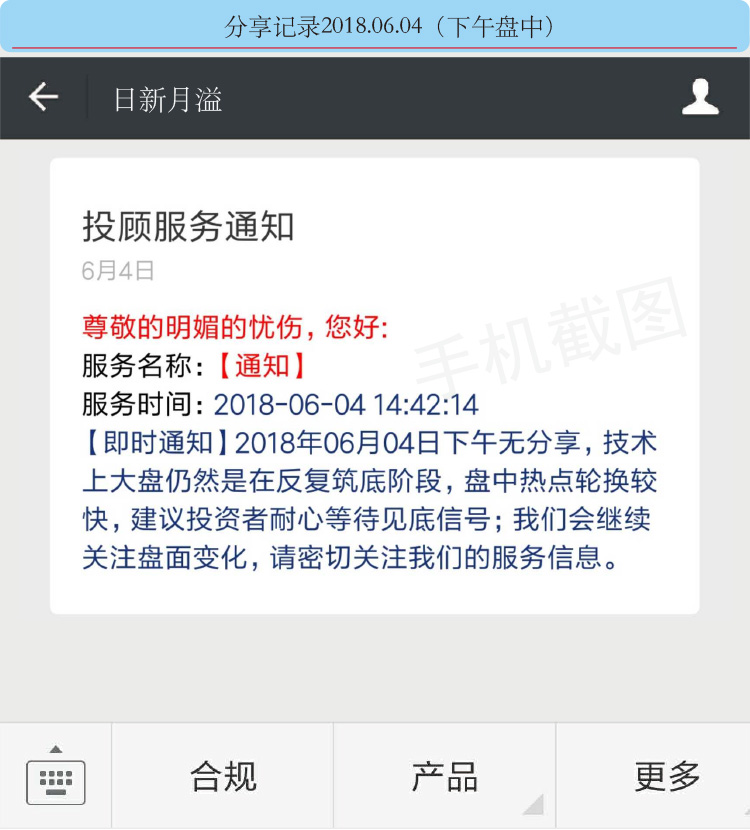 分享记录2018.06.04（下午盘中）
日新月溢
投顾服务通知
6月4日
尊敬的明媚的忧伤，您好:
服务名称:【通知】
服务时间: 2018-06-04 14:42:14
【即时通知】2018年06月04日下午无分享，技术
上大盘仍然是在反复筑底阶段，盘中热点轮换较
快，建议投资者耐心等待见底信号；我们会继续
关注盘面变化，请密切关注我们的服务信息。
手机截图
合规
产品
更多